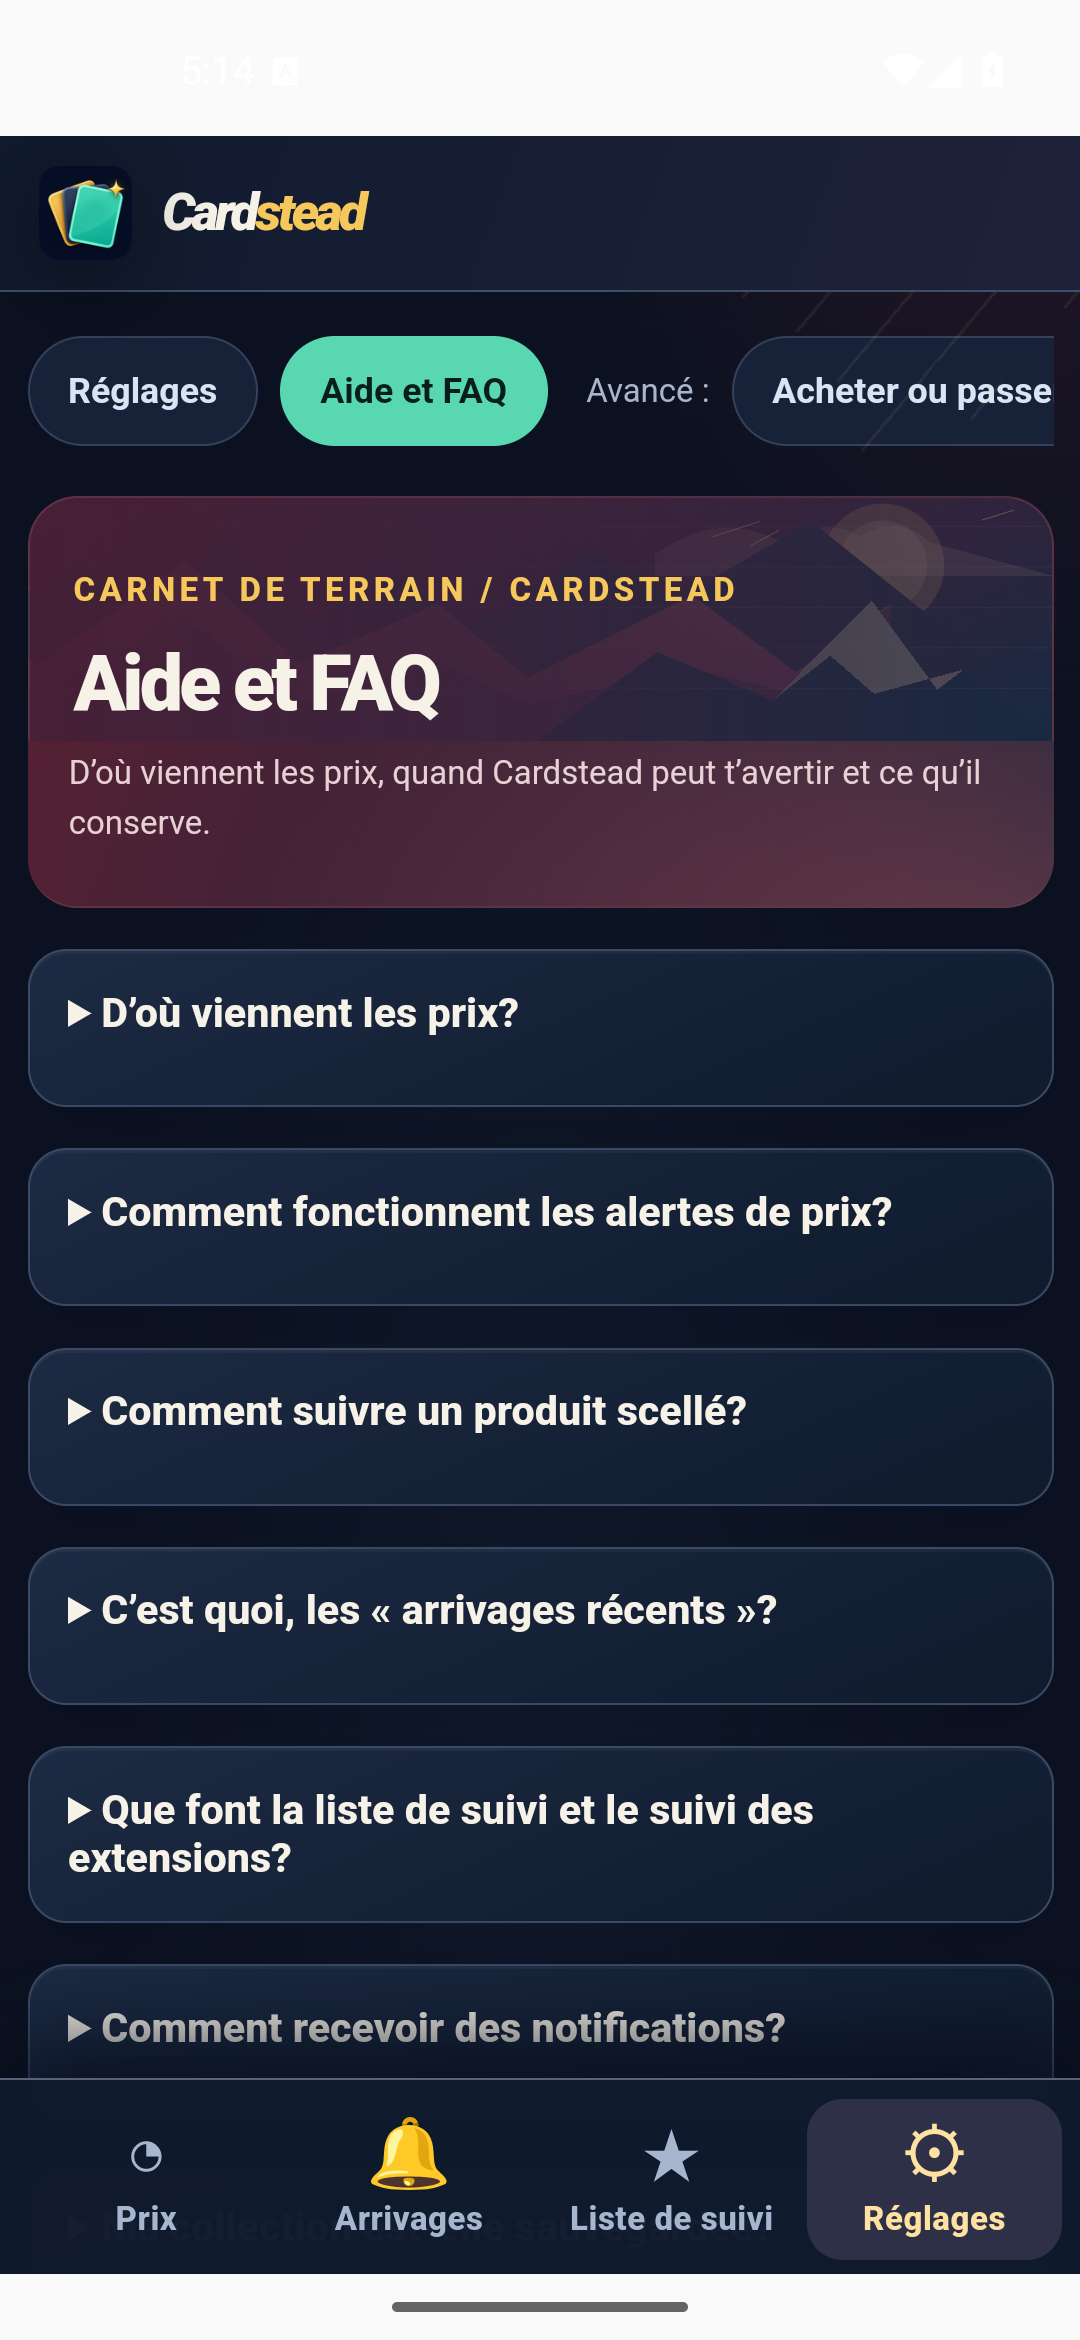 5:14
Cardstead
Réglages
Aide et FAQ
Avancé :
Acheter ou passe
CARNET DE TERRAIN / CARDSTEAD
Aide et FAQ
D’où viennent les prix, quand Cardstead peut t’avertir et ce qu’il
conserve.
▶ D’où viennent les prix?
▶ Comment fonctionnent les alertes de prix?
▶ Comment suivre un produit scellé?
▶ C’est quoi, les « arrivages récents »?
▶ Que font la liste de suivi et le suivi des
extensions?
▶ Comment recevoir des notifications?
Prix
Arrivages
Liste de suivi
Réglages